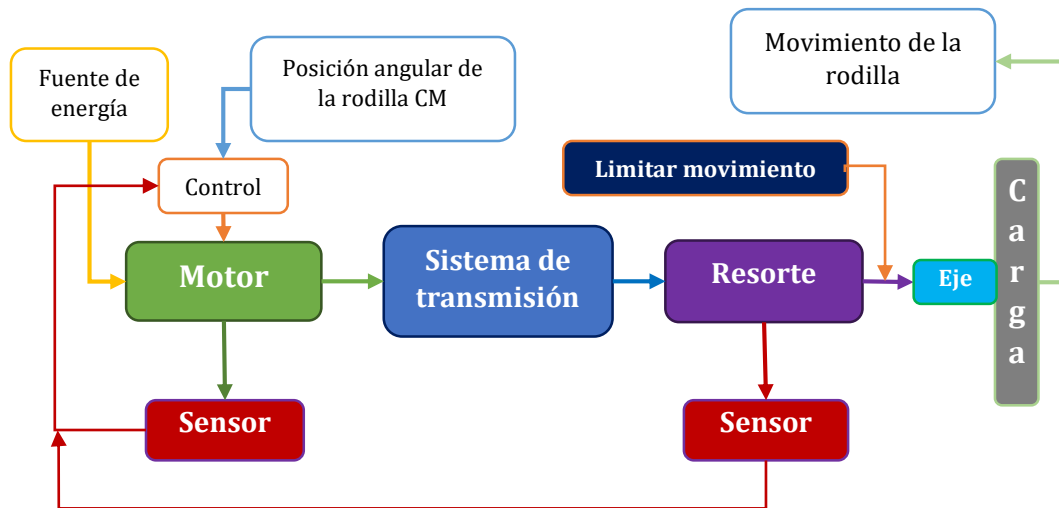 Fuente de
energía
Posición angular de
la rodilla CM
Movimiento de la
rodilla
Control
Limitar movimiento
Motor
Sistema de
transmisión
Resorte
Eje
C
a
r
g
a
Sensor
Sensor